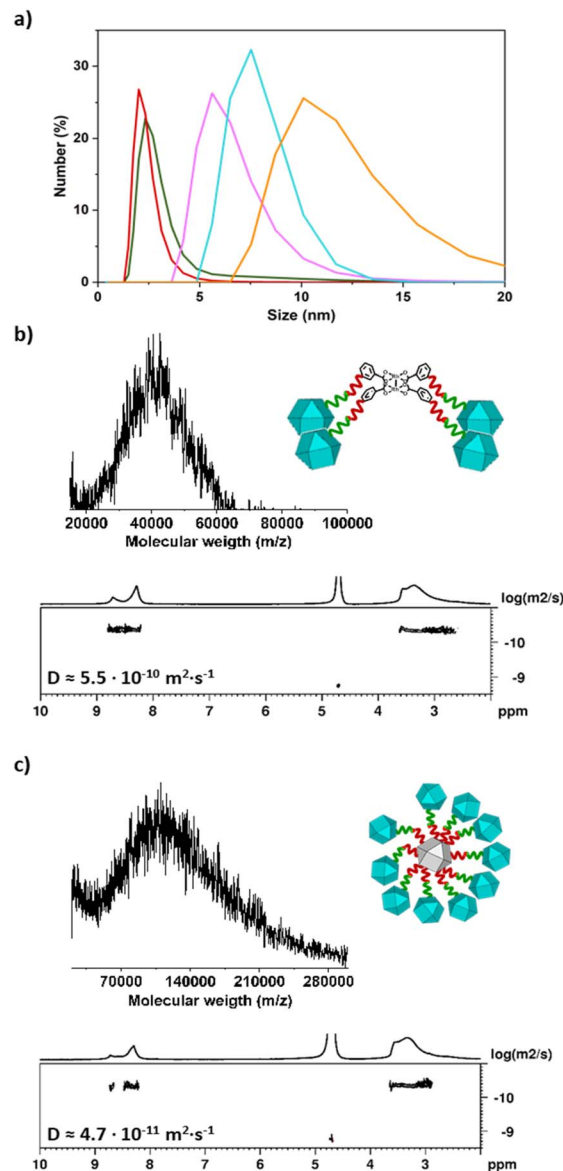 a)
30
20
10
0
Number (%)
0 5 10 15 20
Size (nm)
b)
20000 40000 60000 80000 100000
Molecular weigth (m/z)
log(m2/s)
-10
-9
D ≈ 5.5 · 10⁻¹⁰ m²·s⁻¹
10 9 8 7 6 5 4 3 ppm
c)
70000 140000 210000 280000
Molecular weigth (m/z)
log(m2/s)
-10
-9
D ≈ 4.7 · 10⁻¹¹ m²·s⁻¹
10 9 8 7 6 5 4 3 ppm